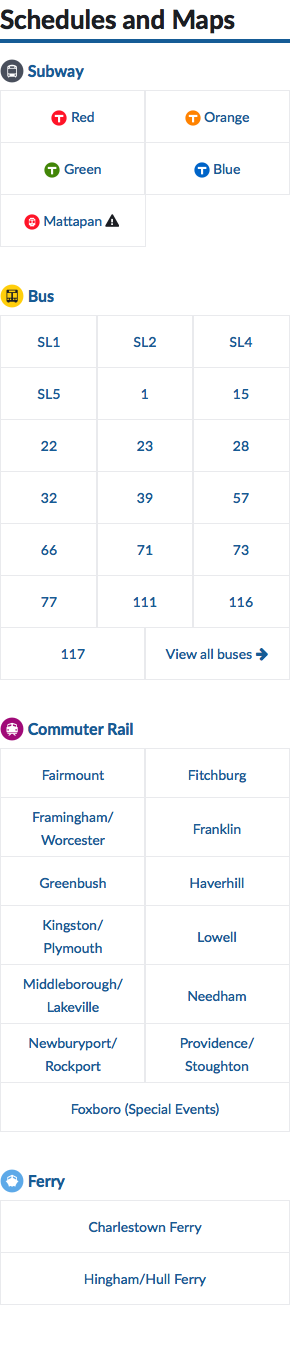 Schedules and Maps
Subway
Red
Orange
Green
Blue
Mattapan
Bus
SL1
SL2
SL4
SL5
1
15
22
23
28
32
39
57
66
71
73
77
111
116
117
View all buses
Commuter Rail
Fairmount
Fitchburg
Framingham/
Worcester
Franklin
Greenbush
Haverhill
Kingston/
Plymouth
Lowell
Middleborough/
Lakeville
Needham
Newburyport/
Rockport
Providence/
Stoughton
Foxboro (Special Events)
Ferry
Charlestown Ferry
Hingham/Hull Ferry